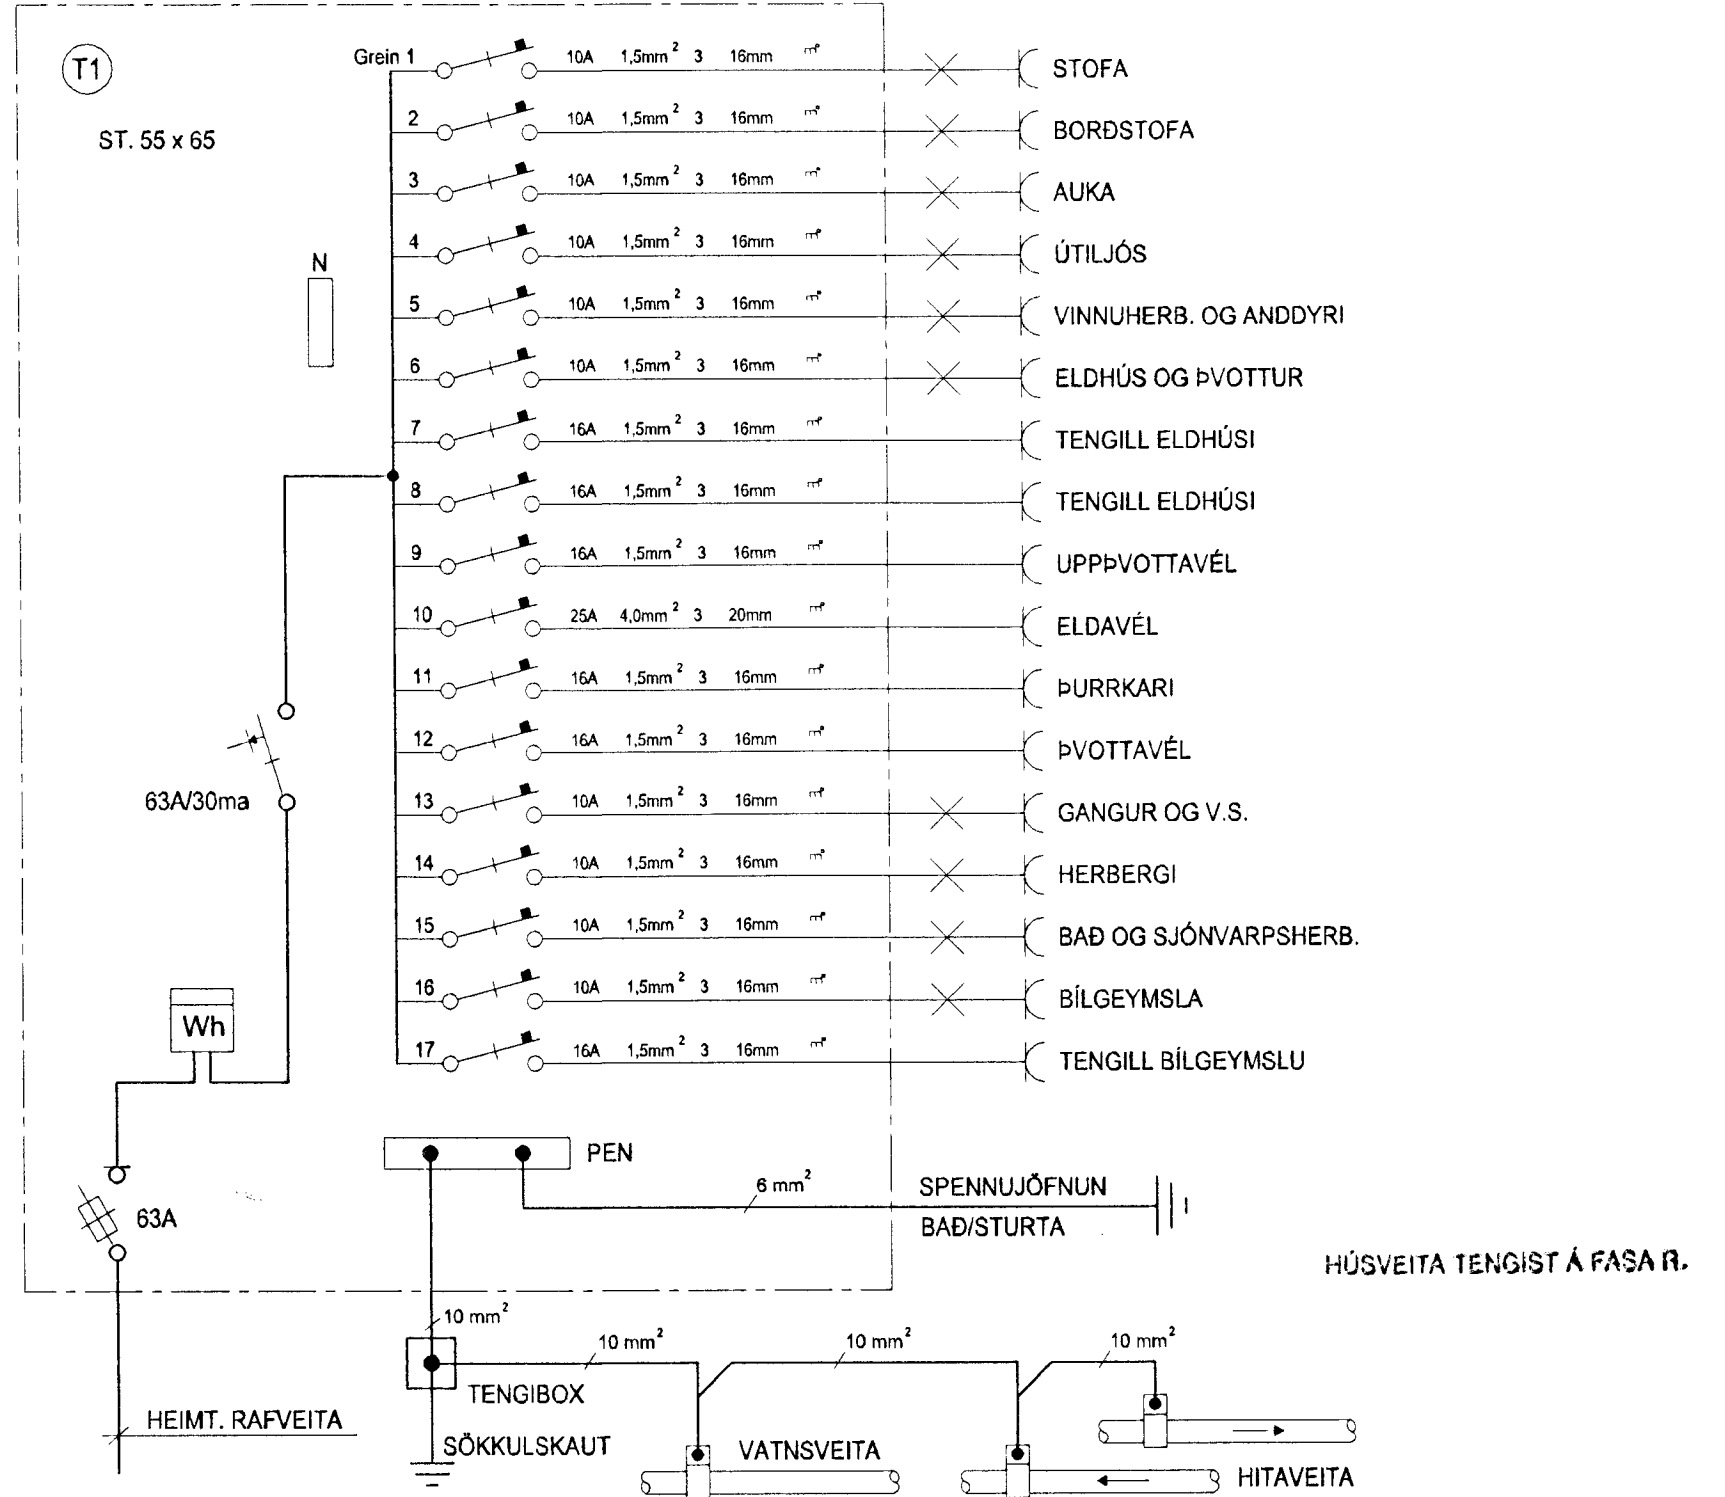 T1
ST. 55 x 65
N
Grein 1 10A 1,5mm² 3 16mm STOFA
2 10A 1,5mm² 3 16mm BORÐSTOFA
3 10A 1,5mm² 3 16mm AUKA
4 10A 1,5mm² 3 16mm ÚTILJÓS
5 10A 1,5mm² 3 16mm VINNUHERB. OG ANDDYRI
6 10A 1,5mm² 3 16mm ELDHÚS OG ÞVOTTUR
7 16A 1,5mm² 3 16mm TENGILL ELDHÚSI
8 16A 1,5mm² 3 16mm TENGILL ELDHÚSI
9 16A 1,5mm² 3 16mm UPPÞVOTTAVÉL
10 25A 4,0mm² 3 20mm ELDAVÉL
11 16A 1,5mm² 3 16mm ÞURRKARI
12 16A 1,5mm² 3 16mm ÞVOTTAVÉL
13 10A 1,5mm² 3 16mm GANGUR OG V.S.
14 10A 1,5mm² 3 16mm HERBERGI
15 10A 1,5mm² 3 16mm BAÐ OG SJÓNVARPSHERB.
16 10A 1,5mm² 3 16mm BÍLGEYMSLA
17 16A 1,5mm² 3 16mm TENGILL BÍLGEYMSLU
63A/30ma
Wh
63A
PEN
6 mm²
SPENNUJÖFNUN
BAÐ/STURTA
HÚSVEITA TENGIST Á FASA R.
10 mm²
10 mm²
10 mm²
10 mm²
TENGIBOX
HEIMT. RAFVEITA
SÖKKULSKAUT
VATNSVEITA
HITAVEITA